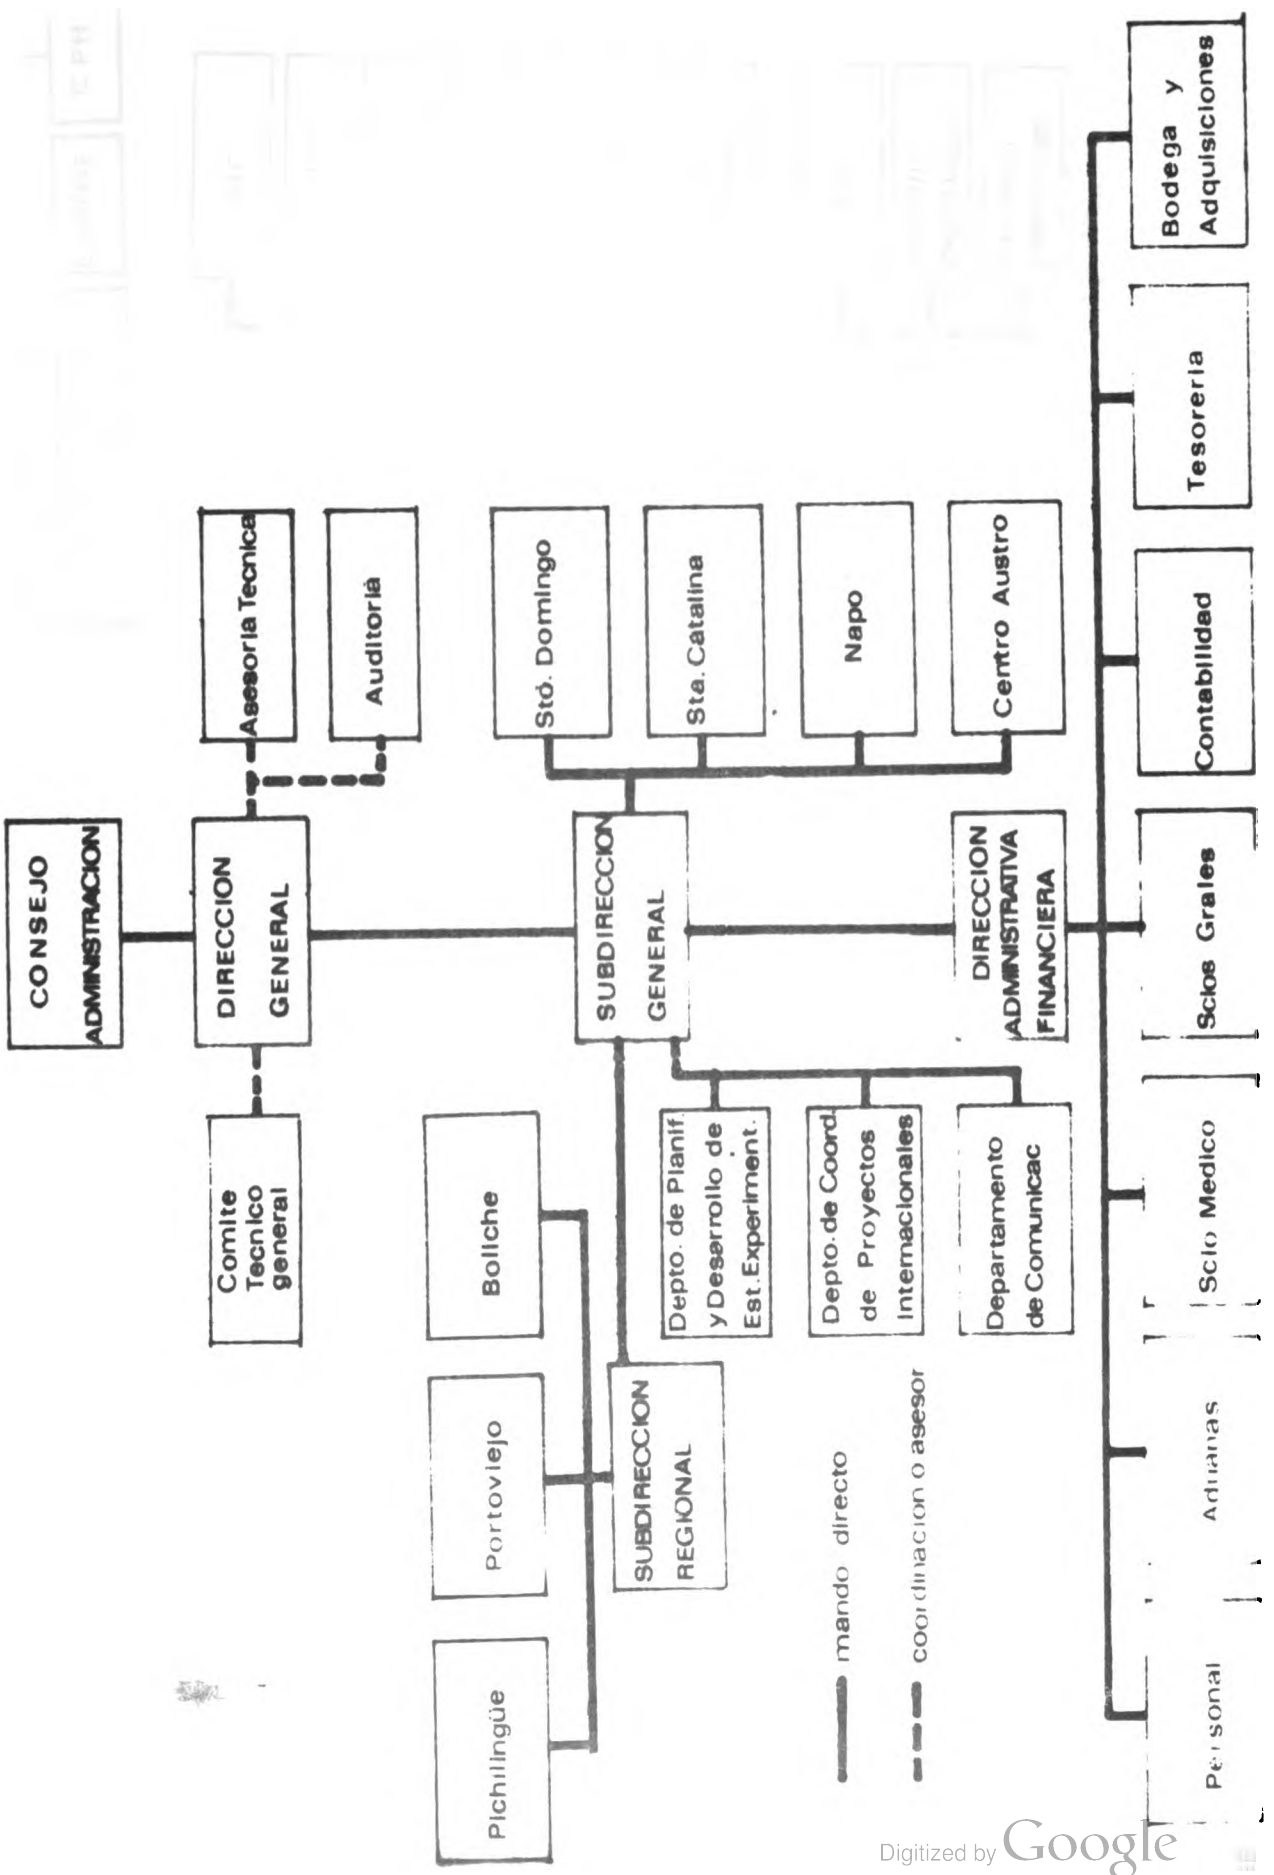 CONSEJO
ADMINISTRACION
Comite
Tecnico
general
DIRECCION
GENERAL
Asesoria Tecnica
Auditoria
Pichilingüe
Portoviejo
Boliche
SUBDIRECCION
REGIONAL
SUBDIRECCION
GENERAL
Stó. Domingo
Sta. Catalina
Napo
Centro Austro
Depto. de Planif.
y Desarrollo de
Est. Experiment.
Depto. de Coord.
de Proyectos
Internacionales
Departamento
de Comunicac
mando directo
coordinacion o asesor
DIRECCION
ADMINISTRATIVA
FINANCIERA
Personal
Aduanas
Scio Medico
Scios Grales
Contabilidad
Tesoreria
Bodega y
Adquisiciones
Digitized by Google